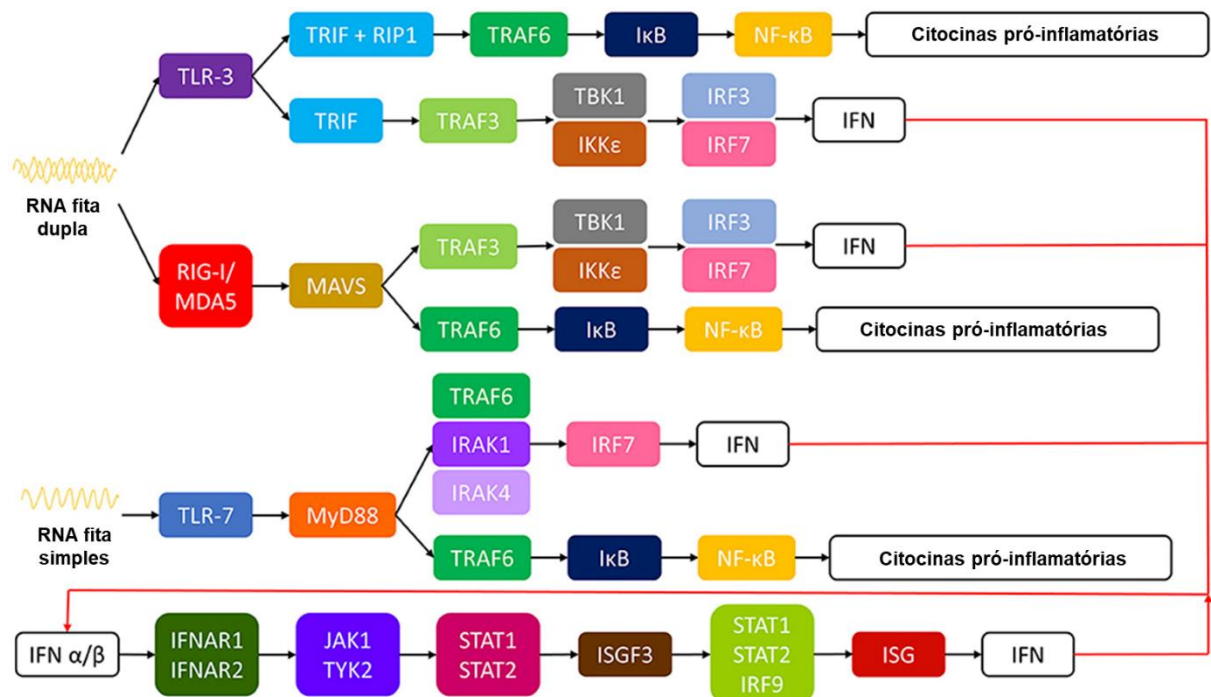 TRIF + RIP1
TRAF6
IκB
NF-κB
Citocinas pró-inflamatórias
TLR-3
TRIF
TRAF3
TBK1
IKKε
IRF3
IRF7
IFN
RNA fita
dupla
RIG-I/
MDA5
MAVS
TRAF3
TBK1
IKKε
IRF3
IRF7
IFN
TRAF6
IκB
NF-κB
Citocinas pró-inflamatórias
RNA fita
simples
TLR-7
MyD88
TRAF6
IRAK1
IRAK4
IRF7
IFN
TRAF6
IκB
NF-κB
Citocinas pró-inflamatórias
IFN α/β
IFNAR1
IFNAR2
JAK1
TYK2
STAT1
STAT2
ISGF3
STAT1
STAT2
IRF9
ISG
IFN